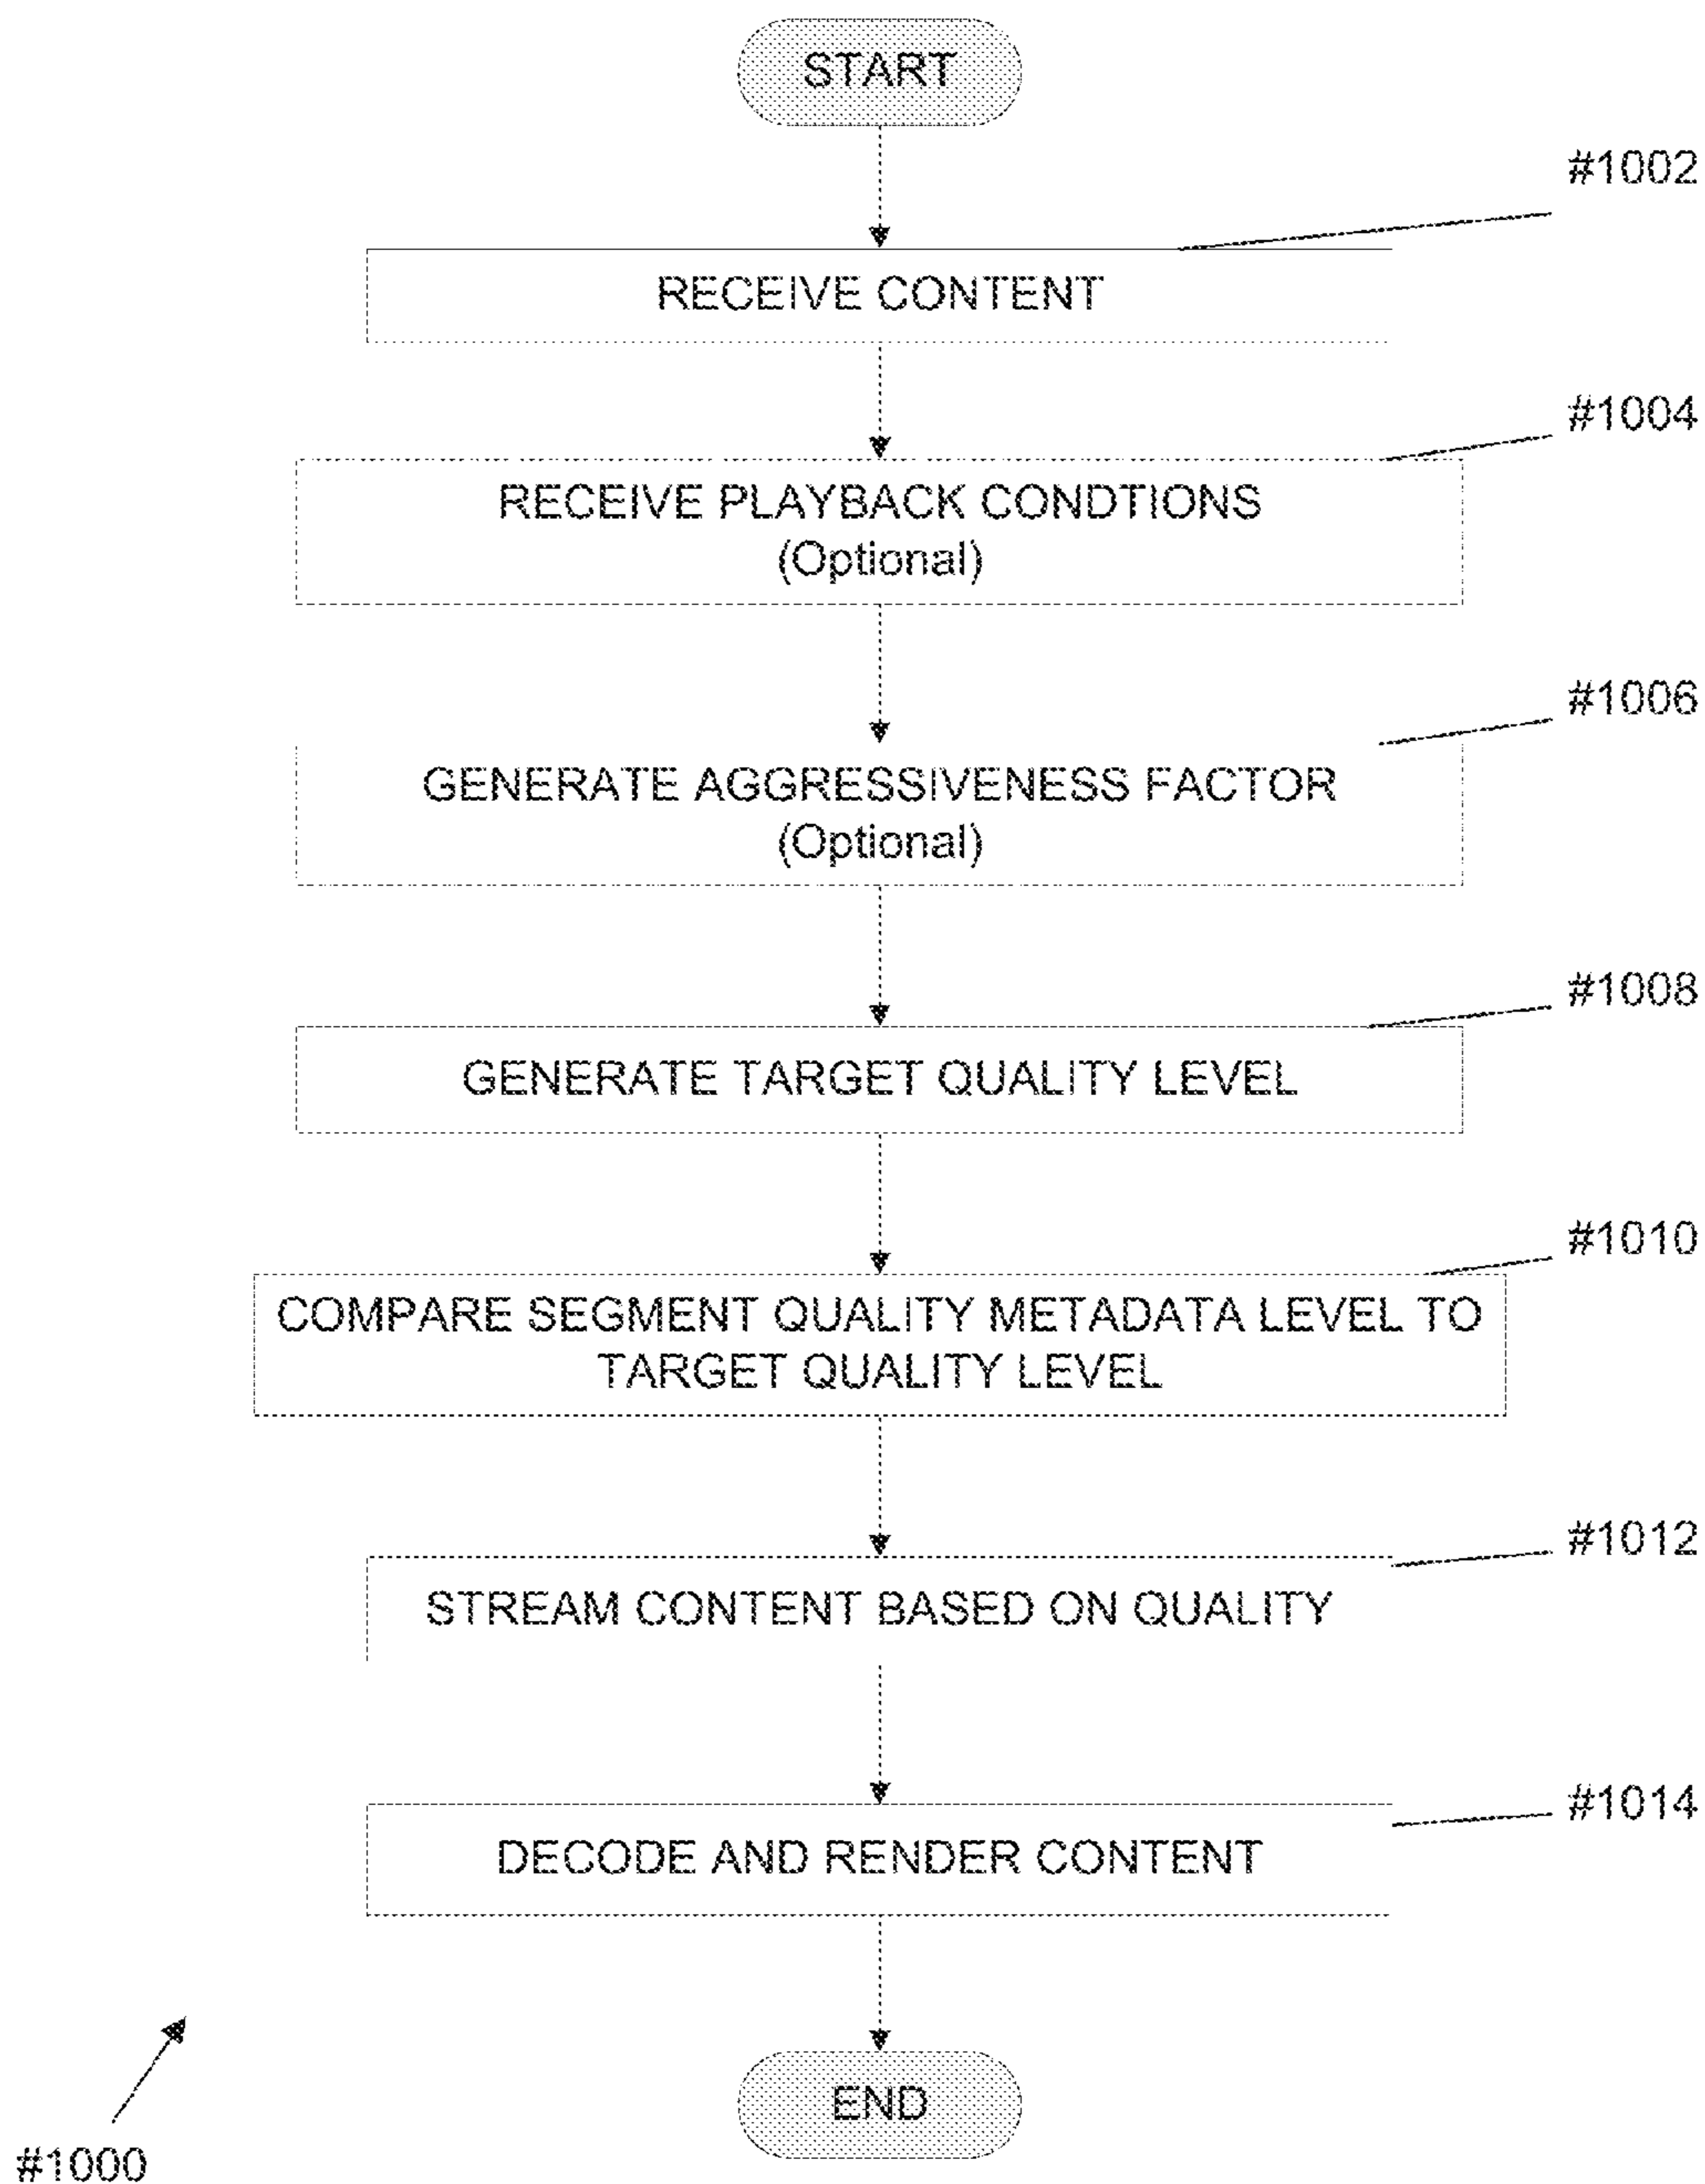 START
#1002
RECEIVE CONTENT
#1004
RECEIVE PLAYBACK CONDTIONS
(Optional)
#1006
GENERATE AGGRESSIVENESS FACTOR
(Optional)
#1008
GENERATE TARGET QUALITY LEVEL
#1010
COMPARE SEGMENT QUALITY METADATA LEVEL TO
TARGET QUALITY LEVEL
#1012
STREAM CONTENT BASED ON QUALITY
#1014
DECODE AND RENDER CONTENT
END
#1000